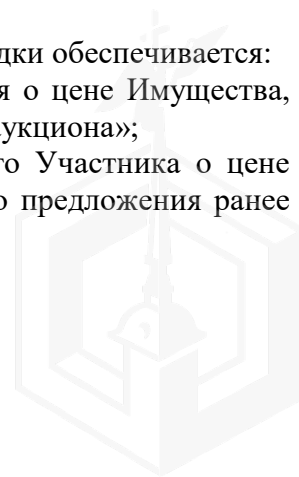 дки обеспечивается:
я о цене Имущества,
укциона»;
го Участника о цене
о предложения ранее